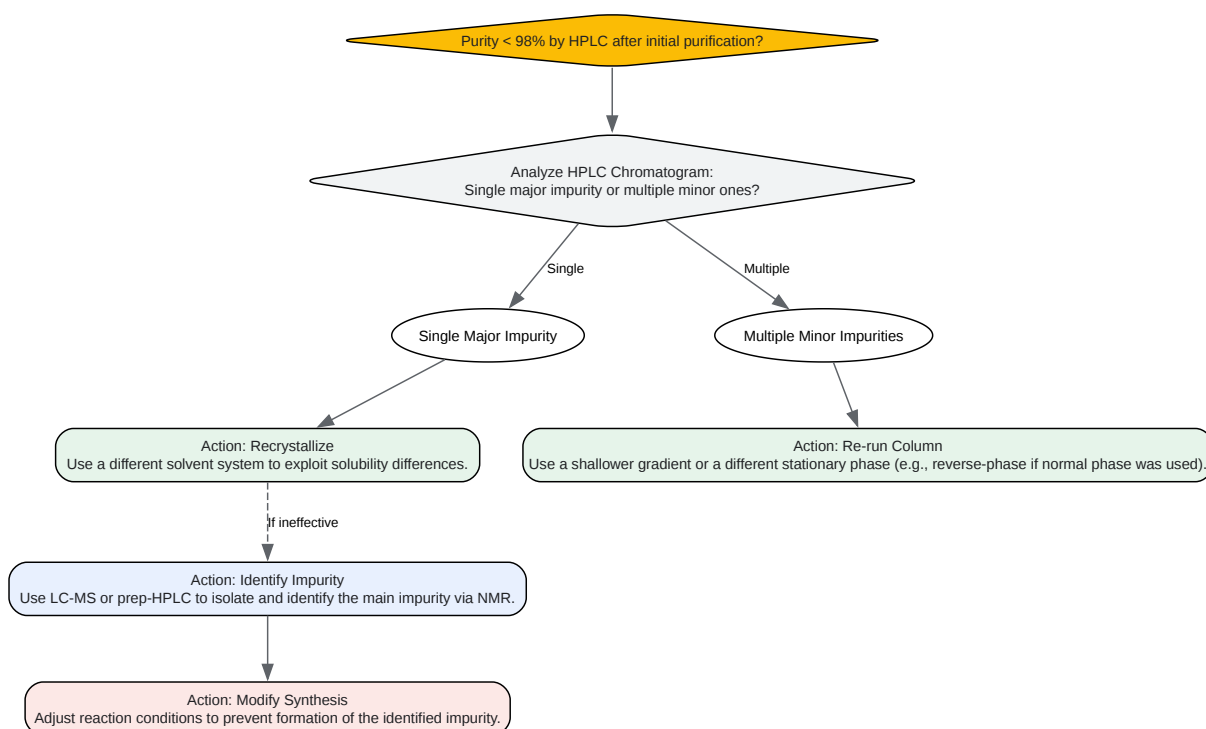 Purity < 98% by HPLC after initial purification?
Analyze HPLC Chromatogram:
Single major impurity or multiple minor ones?
Single
Multiple
Single Major Impurity
Multiple Minor Impurities
Action: Recrystallize
Use a different solvent system to exploit solubility differences.
Action: Re-run Column
Use a shallower gradient or a different stationary phase (e.g., reverse-phase if normal phase was used).
If ineffective
Action: Identify Impurity
Use LC-MS or prep-HPLC to isolate and identify the main impurity via NMR.
Action: Modify Synthesis
Adjust reaction conditions to prevent formation of the identified impurity.